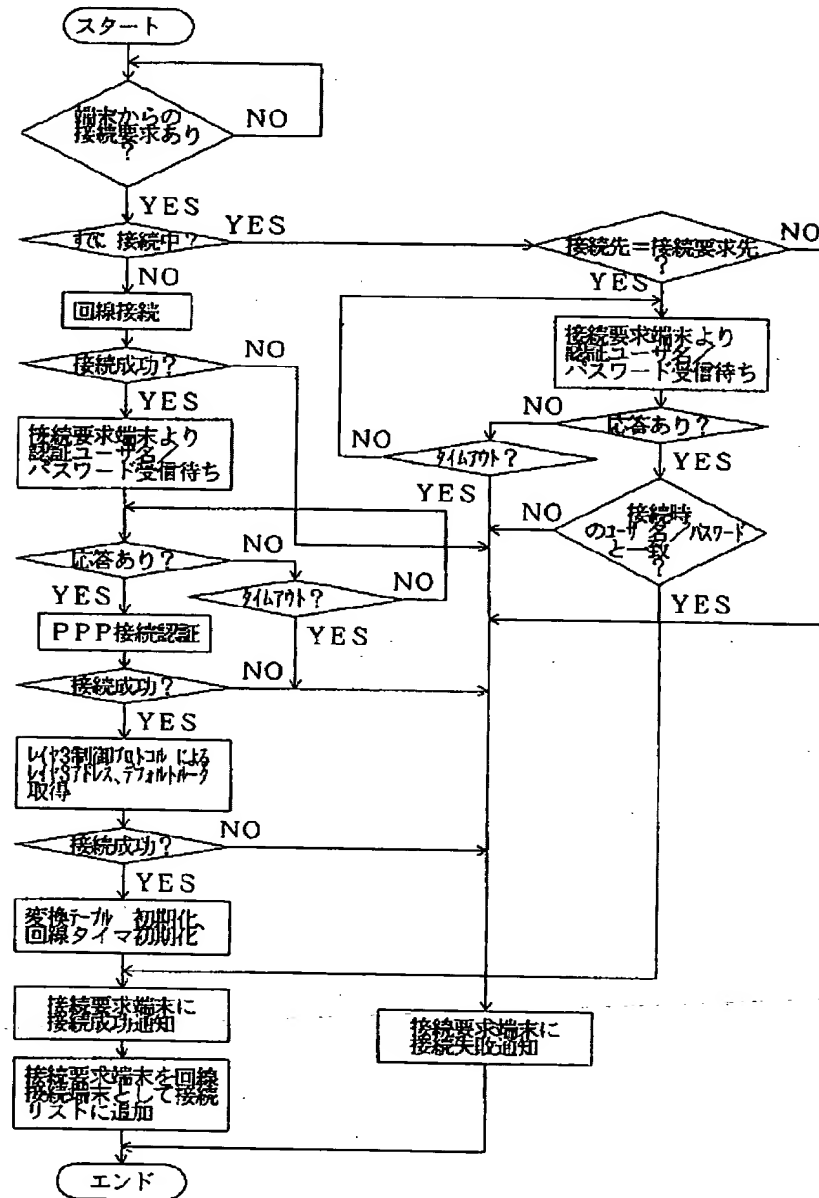 スタート
端末からの
接続要求あり
?
NO
YES
すでに 接続中?
YES
NO
接続先=接続要求先
?
NO
YES
回線接続
接続成功?
NO
YES
接続要求端末より
認証ユーザ名/
パスワード受信待ち
接続要求端末より
認証ユーザ名/
パスワード受信待ち
応答あり?
NO
YES
タイムアウト?
NO
YES
接続時
のユーザ名/パスワード
と一致
?
NO
YES
応答あり?
NO
YES
タイムアウト?
NO
YES
PPP接続認証
接続成功?
NO
YES
レイヤ3制御プロトコル による
レイヤ3アドレス、デフォルトルータ
取得
接続成功?
NO
YES
変換テーブル 初期化、
回線タイマ初期化
接続要求端末に
接続成功通知
接続要求端末に
接続失敗通知
接続要求端末を回線
接続端末として接続
リストに追加
エンド